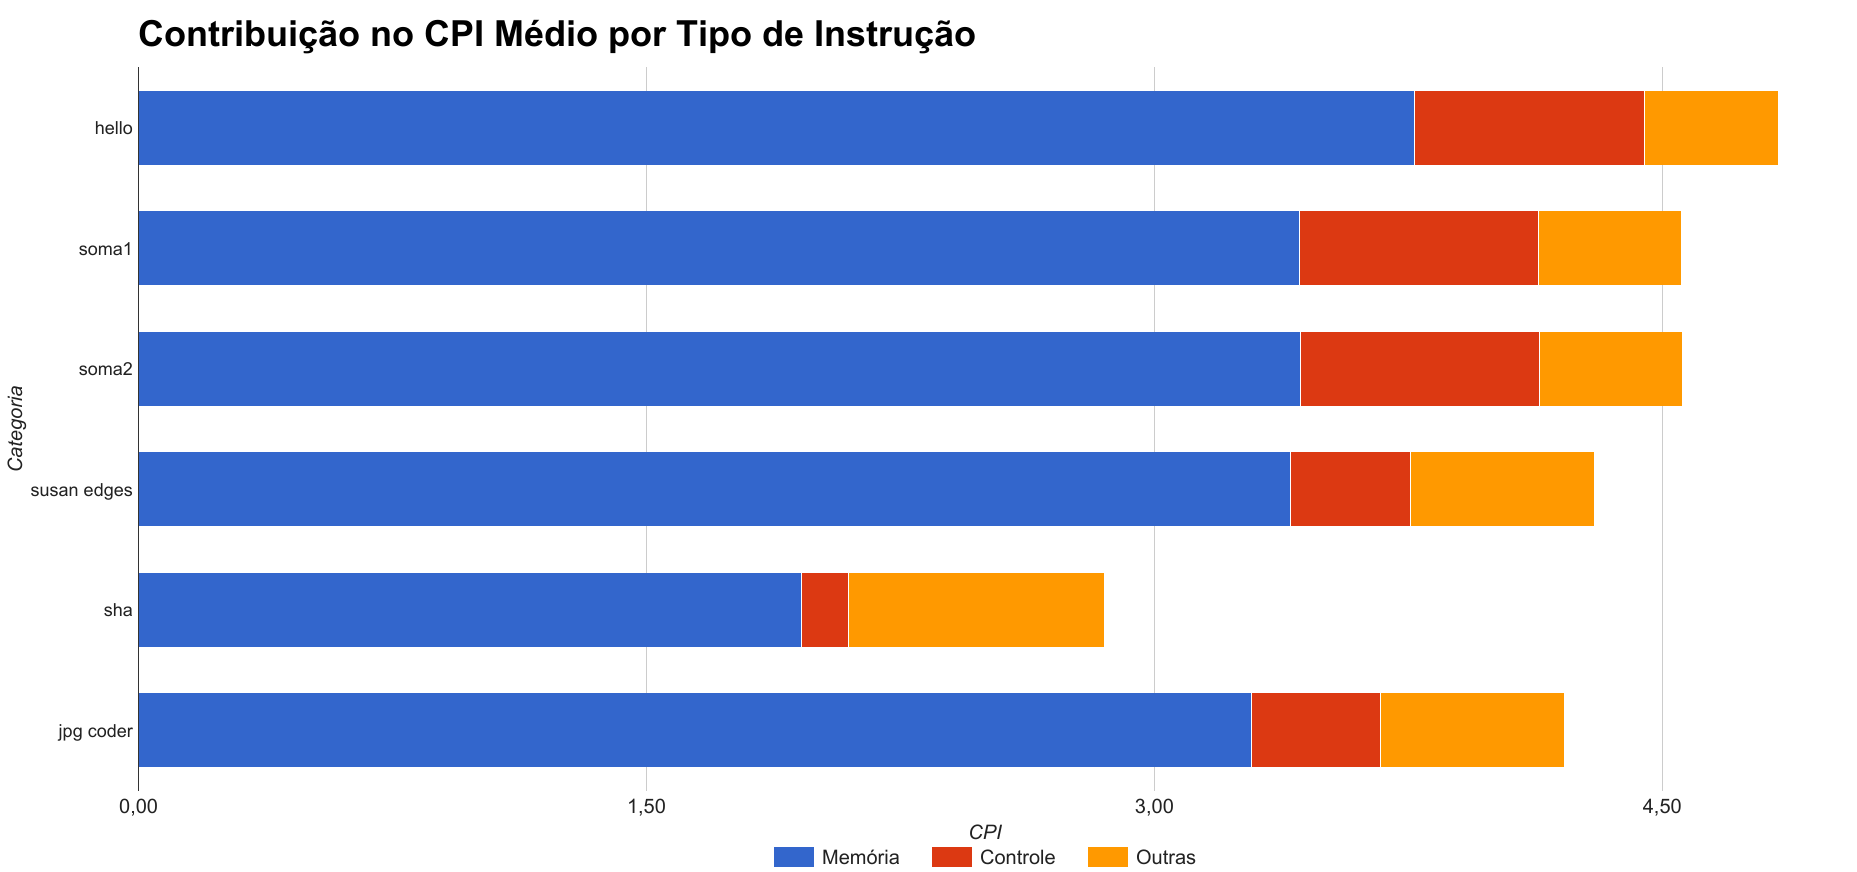 Contribuição no CPI Médio por Tipo de Instrução
hello
soma1
soma2
susan edges
sha
jpg coder
Categoria
0,00 1,50 3,00 4,50
CPI
Memória Controle Outras